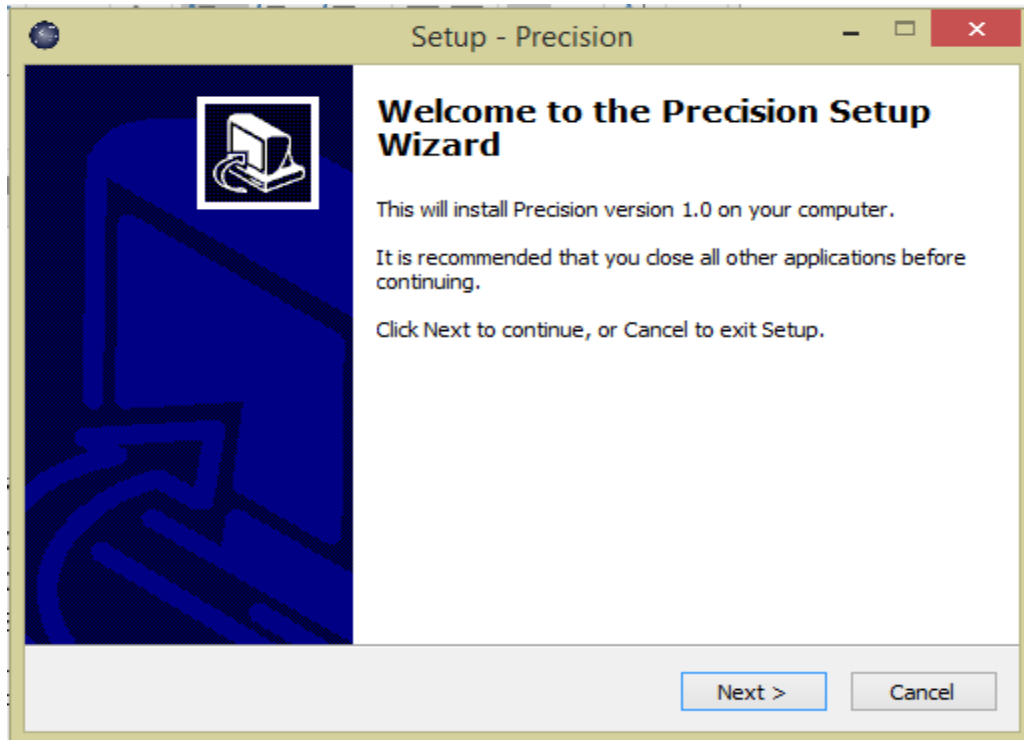 Setup - Precision
Welcome to the Precision Setup
Wizard
This will install Precision version 1.0 on your computer.
It is recommended that you close all other applications before
continuing.
Click Next to continue, or Cancel to exit Setup.
Next >
Cancel